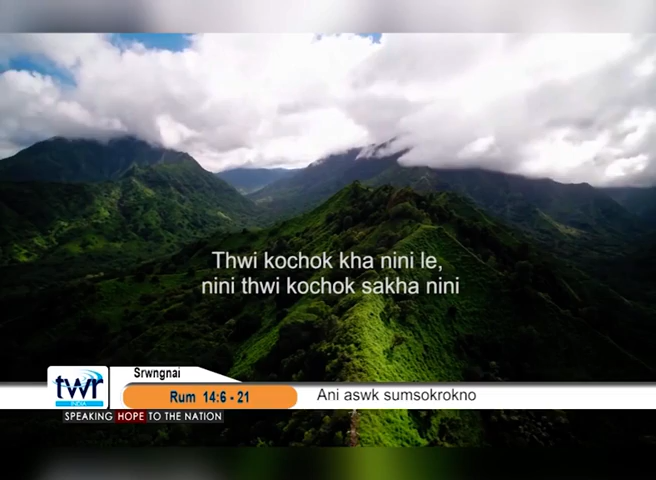 Thwi kochok kha nini le,
nini thwi kochok sakha nini
Srwngnai
twr
INDIA
Rum 14:6 - 21
Ani aswk sumsokrokno
SPEAKING HOPE TO THE NATION